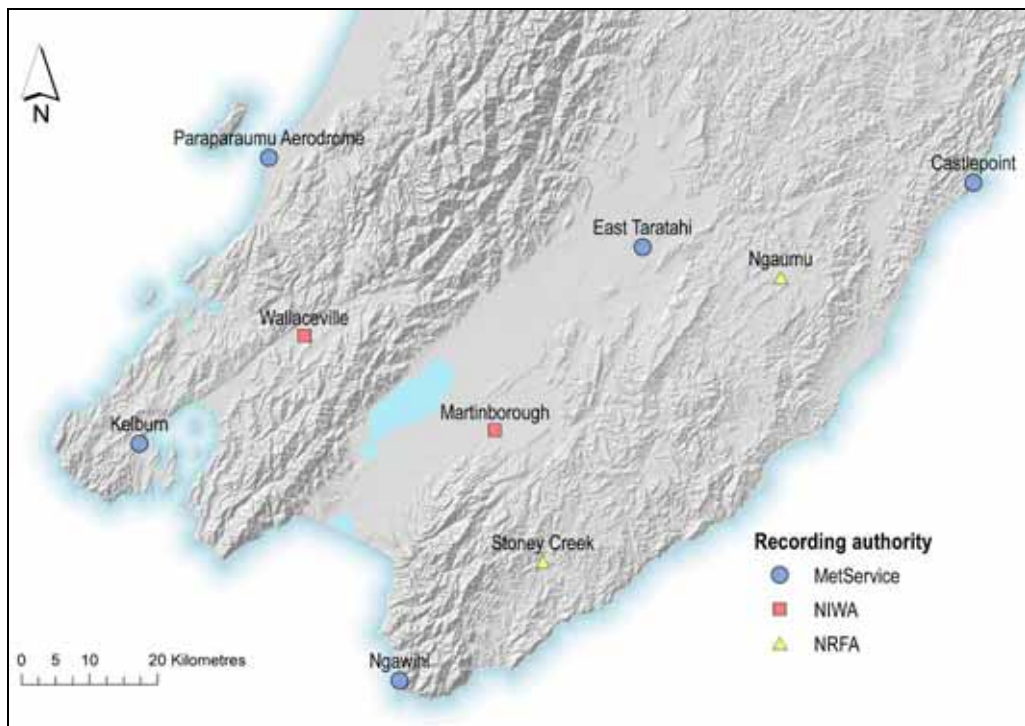 N
Paraparaumu Aerodrome
Castlepoint
East Taratahi
Ngaumu
Wallaceville
Martinborough
Kelburn
Stoney Creek
Recording authority
MetService
NIWA
NRFA
0 5 10 20 Kilometres
Ngawihi